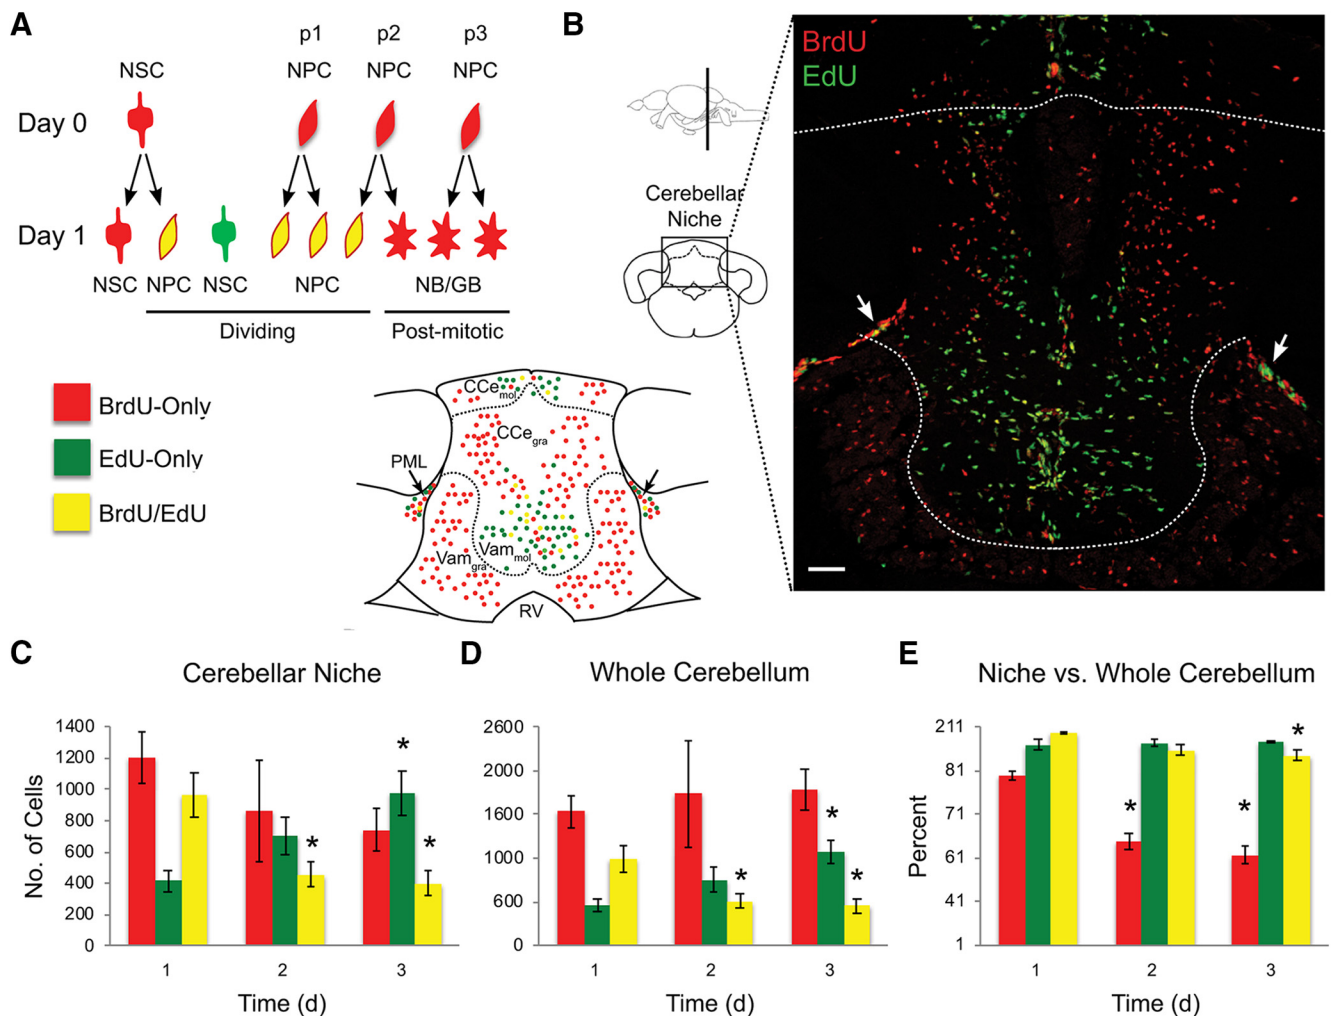 A
p1 p2 p3
NSC NPC NPC NPC
Day 0
Day 1
NSC NPC NSC NPC NB/GB
Dividing Post-mitotic
BrdU-Only
EdU-Only
BrdU/EdU
CCe mol
CCe gra
PML
Vam gra
Vam mol
RV
B
Cerebellar
Niche
BrdU
EdU
C
Cerebellar Niche
No. of Cells
1400
1200
1000
800
600
400
200
0
* * *
1 2 3
Time (d)
D
Whole Cerebellum
2600
2000
1600
1000
600
0
* * *
1 2 3
Time (d)
E
Niche vs. Whole Cerebellum
Percent
211
81
71
61
41
1
* * *
1 2 3
Time (d)